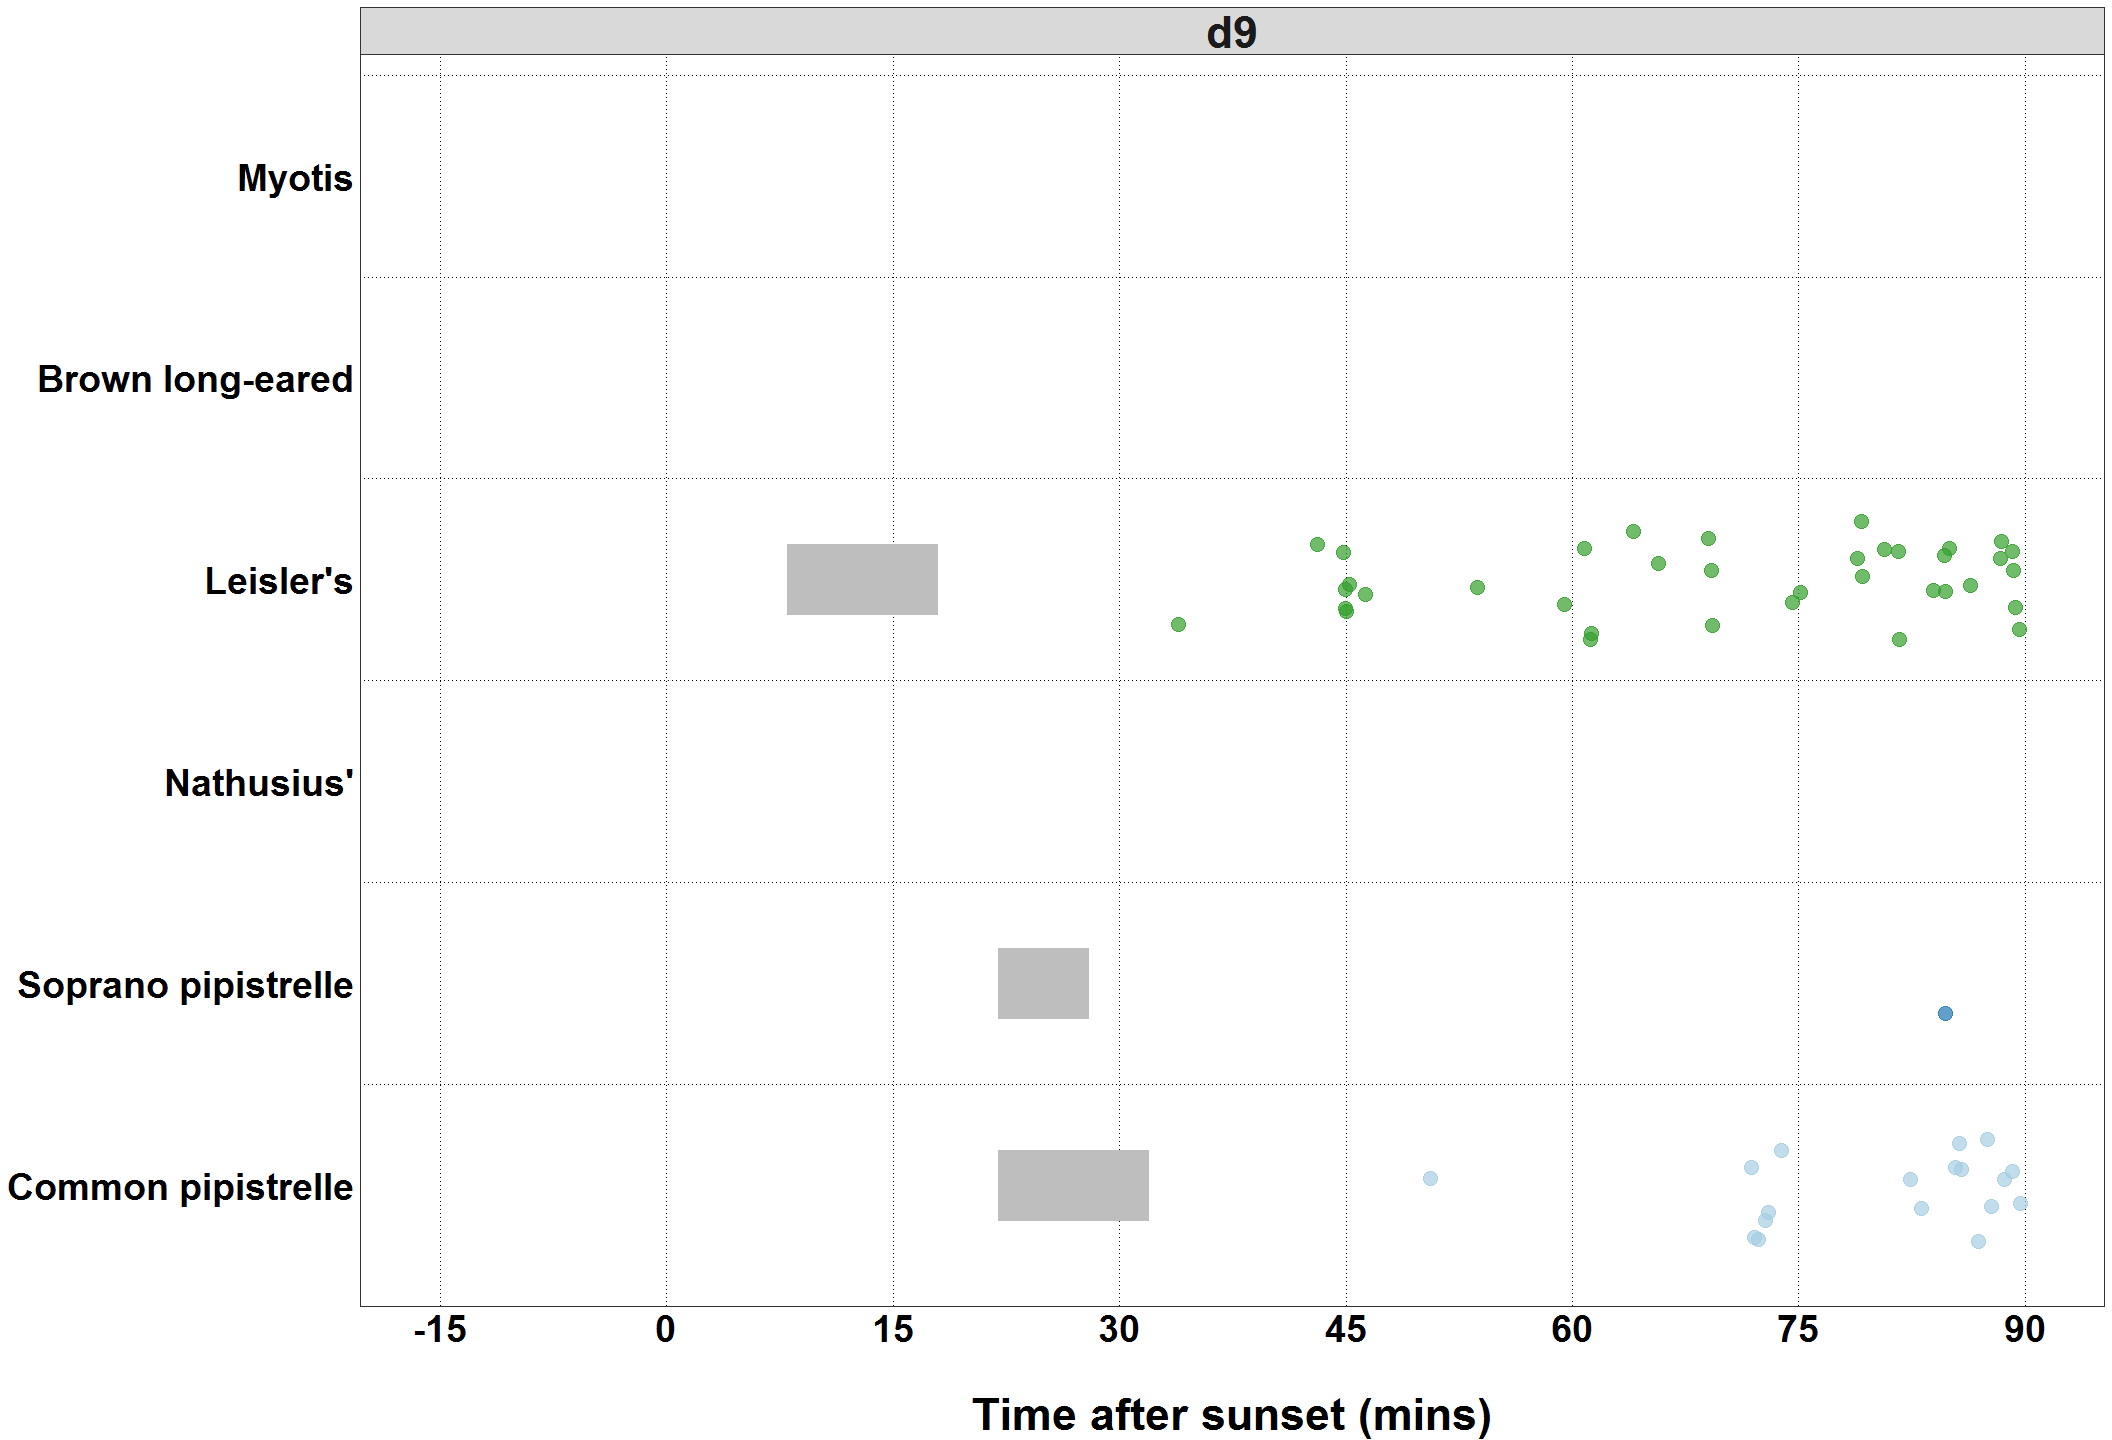 d9
Myotis
Brown long-eared
Leisler's
Nathusius'
Soprano pipistrelle
Common pipistrelle
-15 0 15 30 45 60 75 90
Time after sunset (mins)